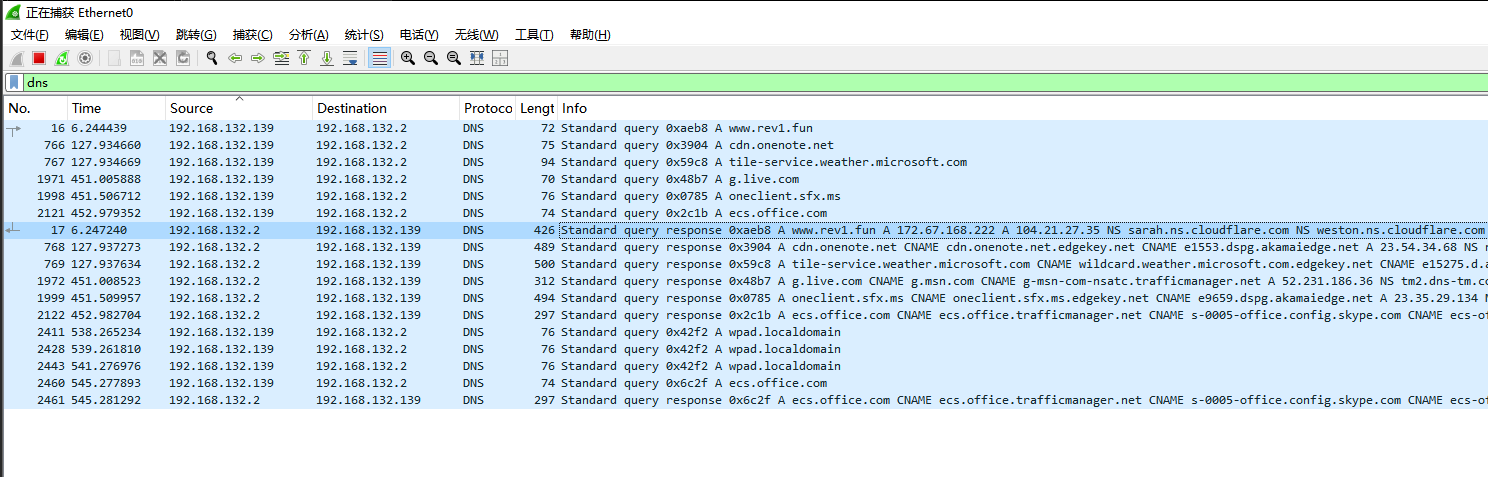 正在捕获 Ethernet0
文件(F) 编辑(E) 视图(V) 跳转(G) 捕获(C) 分析(A) 统计(S) 电话(Y) 无线(W) 工具(T) 帮助(H)
dns
No. Time Source Destination Protoco Lengt Info
16 6.244439 192.168.132.139 192.168.132.2 DNS 72 Standard query 0xaeb8 A www.rev1.fun
766 127.934660 192.168.132.139 192.168.132.2 DNS 75 Standard query 0x3904 A cdn.onenote.net
767 127.934669 192.168.132.139 192.168.132.2 DNS 94 Standard query 0x59c8 A tile-service.weather.microsoft.com
1971 451.005888 192.168.132.139 192.168.132.2 DNS 70 Standard query 0x48b7 A g.live.com
1998 451.506712 192.168.132.139 192.168.132.2 DNS 76 Standard query 0x0785 A oneclient.sfx.ms
2121 452.979352 192.168.132.139 192.168.132.2 DNS 74 Standard query 0x2c1b A ecs.office.com
17 6.247240 192.168.132.2 192.168.132.139 DNS 426 Standard query response 0xaeb8 A www.rev1.fun A 172.67.168.222 A 104.21.27.35 NS sarah.ns.cloudflare.com NS weston.ns.cloudflare.com
768 127.937273 192.168.132.2 192.168.132.139 DNS 489 Standard query response 0x3904 A cdn.onenote.net CNAME cdn.onenote.net.edgekey.net CNAME e1553.dspg.akamaiedge.net A 23.54.34.68 NS n
769 127.937634 192.168.132.2 192.168.132.139 DNS 500 Standard query response 0x59c8 A tile-service.weather.microsoft.com CNAME wildcard.weather.microsoft.com.edgekey.net CNAME e15275.d.a
1972 451.008523 192.168.132.2 192.168.132.139 DNS 312 Standard query response 0x48b7 A g.live.com CNAME g.msn.com CNAME g-msn-com-nsatc.trafficmanager.net A 52.231.186.36 NS tm2.dns-tm.co
1999 451.509957 192.168.132.2 192.168.132.139 DNS 494 Standard query response 0x0785 A oneclient.sfx.ms CNAME oneclient.sfx.ms.edgekey.net CNAME e9659.dspg.akamaiedge.net A 23.35.29.134 N
2122 452.982704 192.168.132.2 192.168.132.139 DNS 297 Standard query response 0x2c1b A ecs.office.com CNAME ecs.office.trafficmanager.net CNAME s-0005-office.config.skype.com CNAME ecs-o
2411 538.265234 192.168.132.139 192.168.132.2 DNS 76 Standard query 0x42f2 A wpad.localdomain
2428 539.261810 192.168.132.139 192.168.132.2 DNS 76 Standard query 0x42f2 A wpad.localdomain
2443 541.276976 192.168.132.139 192.168.132.2 DNS 76 Standard query 0x42f2 A wpad.localdomain
2460 545.277893 192.168.132.139 192.168.132.2 DNS 74 Standard query 0x6c2f A ecs.office.com
2461 545.281292 192.168.132.2 192.168.132.139 DNS 297 Standard query response 0x6c2f A ecs.office.com CNAME ecs.office.trafficmanager.net CNAME s-0005-office.config.skype.com CNAME ecs-o